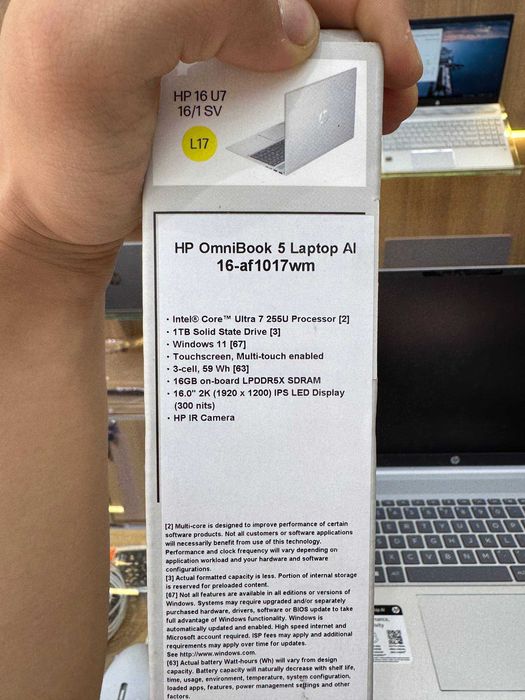 HP 16 U7
16/1 SV
L17
HP OmniBook 5 Laptop AI
16-af1017wm
· Intel® Core™ Ultra 7 255U Processor [2]
· 1TB Solid State Drive [3]
· Windows 11 [67]
· Touchscreen, Multi-touch enabled
· 3-cell, 59 Wh [63]
· 16GB on-board LPDDR5X SDRAM
· 16.0" 2K (1920 x 1200) IPS LED Display
(300 nits)
· HP IR Camera
[2] Multi-core is designed to improve performance of certain
software products. Not all customers or software applications
will necessarily benefit from use of this technology.
Performance and clock frequency will vary depending on
application workload and your hardware and software
configurations.
[3] Actual formatted capacity is less. Portion of internal storage
is reserved for preloaded content.
[67] Not all features are available in all editions or versions of
Windows. Systems may require upgraded and/or separately
purchased hardware, drivers, software or BIOS update to take
full advantage of Windows functionality. Windows is
automatically updated and enabled. High speed internet and
Microsoft account required. ISP fees may apply and additional
requirements may apply over time for updates.
See http://www.windows.com.
[63] Actual battery Watt-hours (Wh) will vary from design
capacity. Battery capacity will naturally decrease with shelf life,
time, usage, environment, temperature, system configuration,
loaded apps, features, power management settings and other
factors.
hp